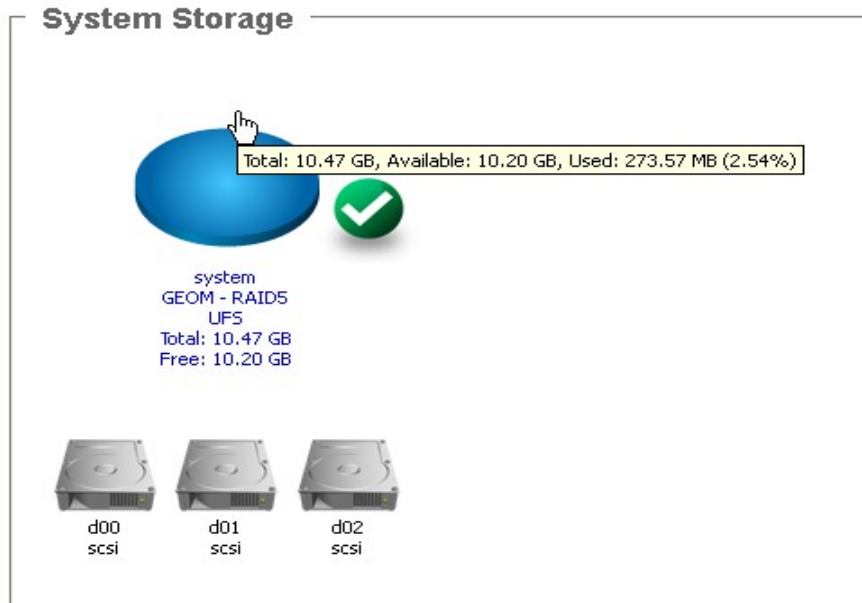 System Storage
Total: 10.47 GB, Available: 10.20 GB, Used: 273.57 MB (2.54%)
system
GEOM - RAID5
UFS
Total: 10.47 GB
Free: 10.20 GB
d00
scsi
d01
scsi
d02
scsi